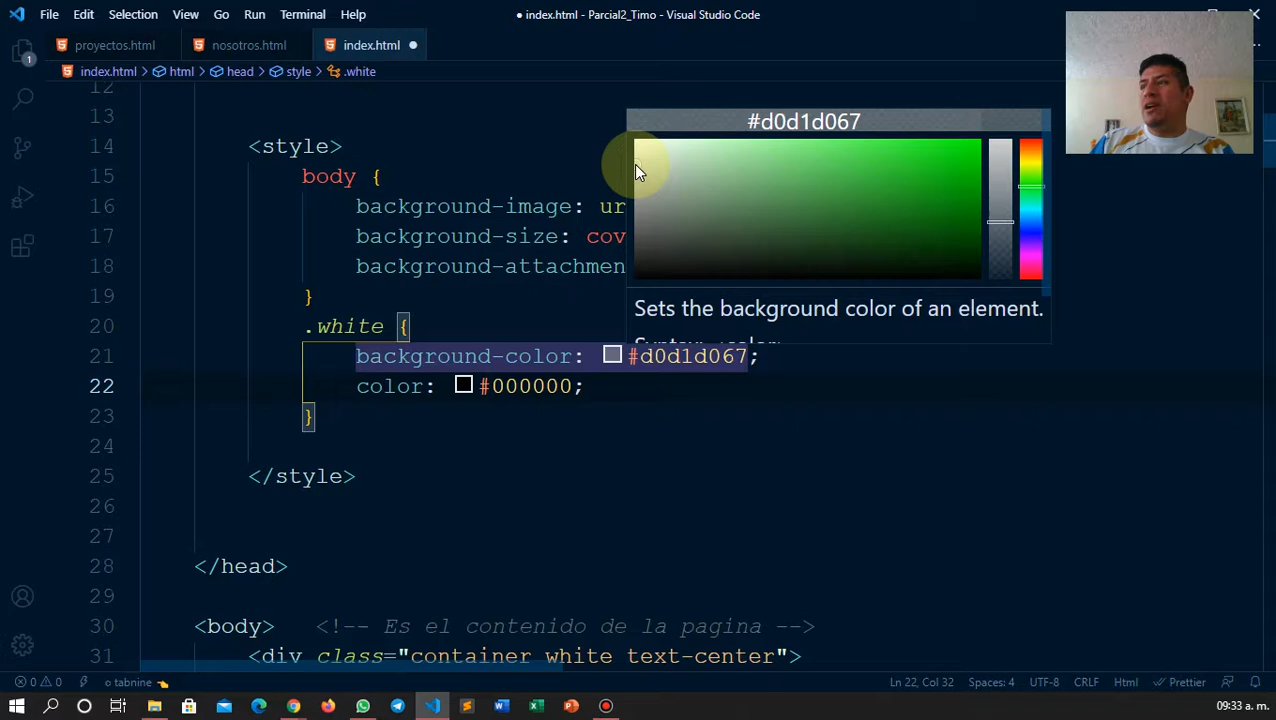 File Edit Selection View Go Run Terminal Help ● index.html - Parcial2_Timo - Visual Studio Code
proyectos.html nosotros.html index.html ●
index.html > html > head > style > .white
1
12
13
14 <style>
15 body {
16 background-image: ur
17 background-size: cov
18 background-attachmen
19 }
20 .white {
21 background-color: #d0d1d067;
22 color: #000000;
23 }
24
25 </style>
26
27
28 </head>
29
30 <body> <!-- Es el contenido de la pagina -->
31 <div class="container white text-center">
#d0d1d067
Sets the background color of an element.
0 0 tabnine Ln 22, Col 32 Spaces: 4 UTF-8 CRLF Html Prettier
09:33 a. m.